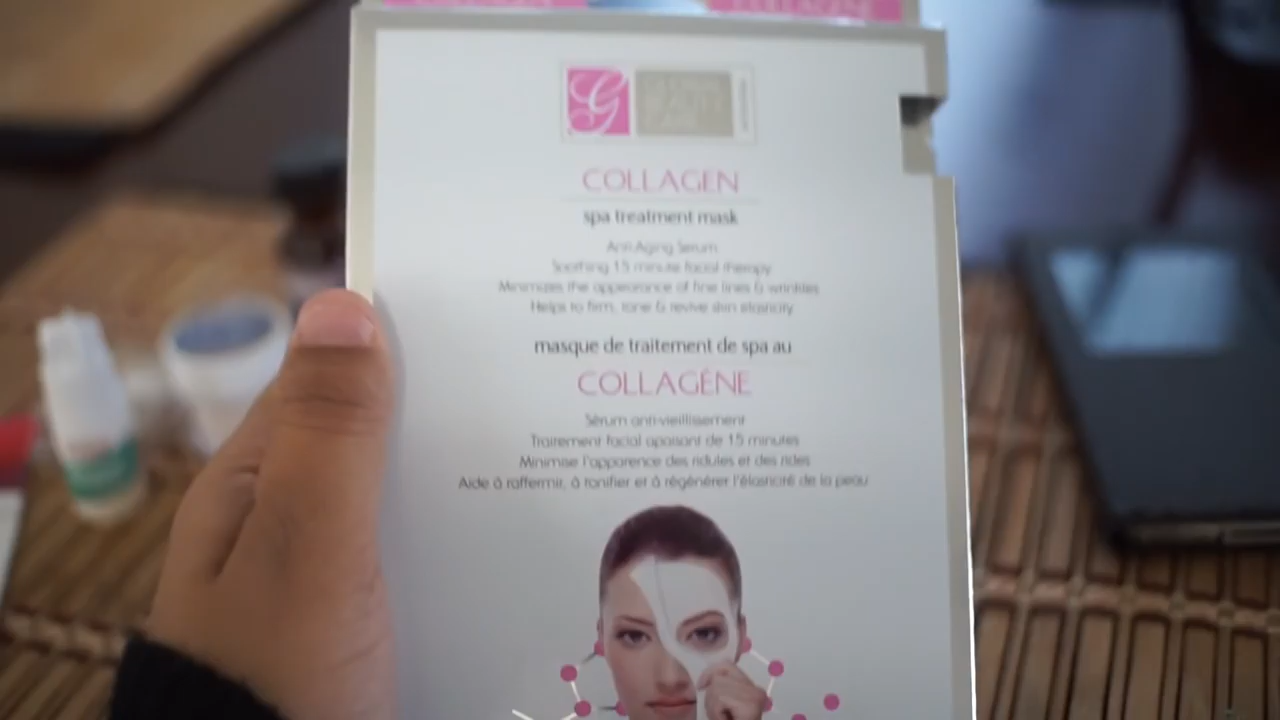 COLLAGEN
spa treatment mask
Anti-Aging Serum
Soothing 15 minute facial therapy
Minimizes the appearance of fine lines & wrinkles
Helps to firm, tone & revive skin elasticity
masque de traitement de spa au
COLLAGÈNE
Sérum anti-vieillissement
Traitement facial apaisant de 15 minutes
Minimise l'apparence des ridules et des rides
Aide à raffermir, à tonifier et à régénérer l'élasticité de la peau